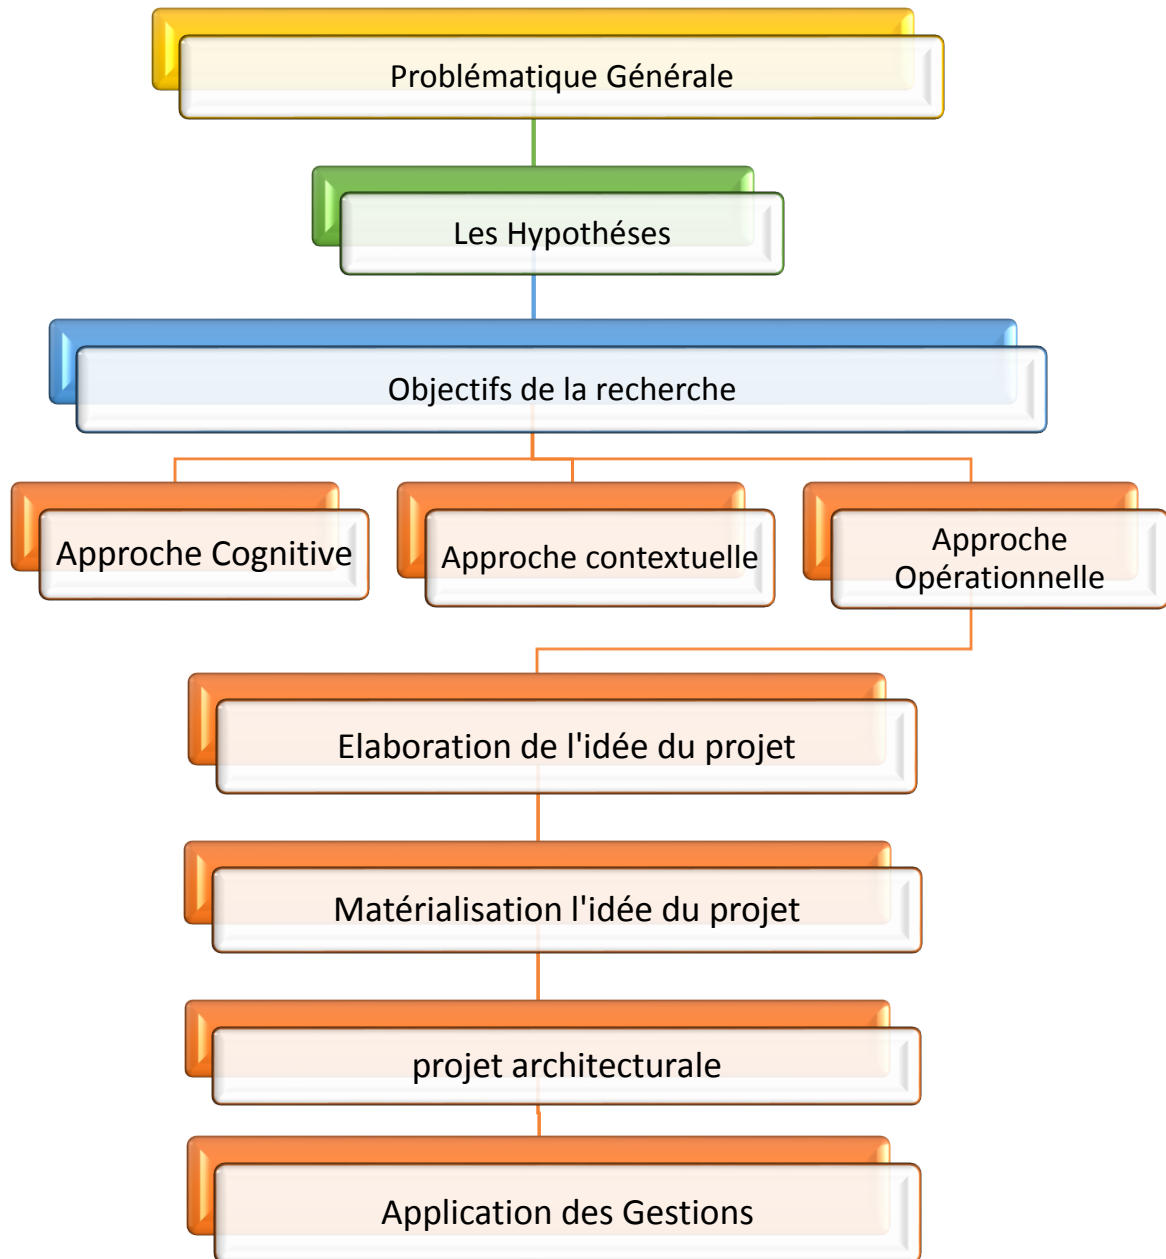 Problématique Générale
Les Hypothéses
Objectifs de la recherche
Approche Cognitive
Approche contextuelle
Approche
Opérationnelle
Elaboration de l'idée du projet
Matérialisation l'idée du projet
projet architecturale
Application des Gestions